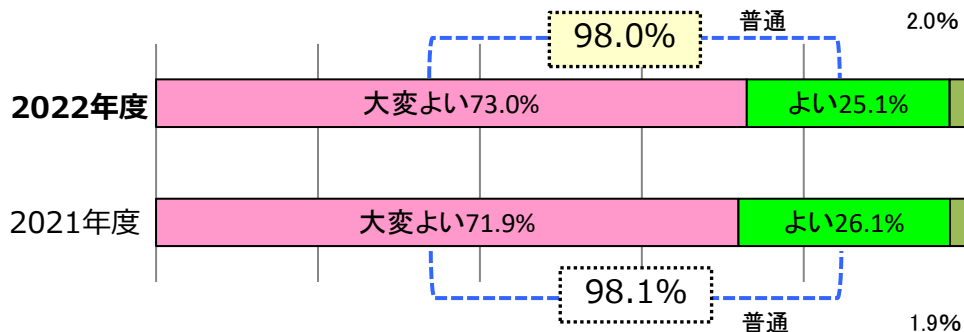 98.0% 普通 2.0%
2022年度 大変よい73.0% よい25.1%
2021年度 大変よい71.9% よい26.1%
98.1% 普通 1.9%